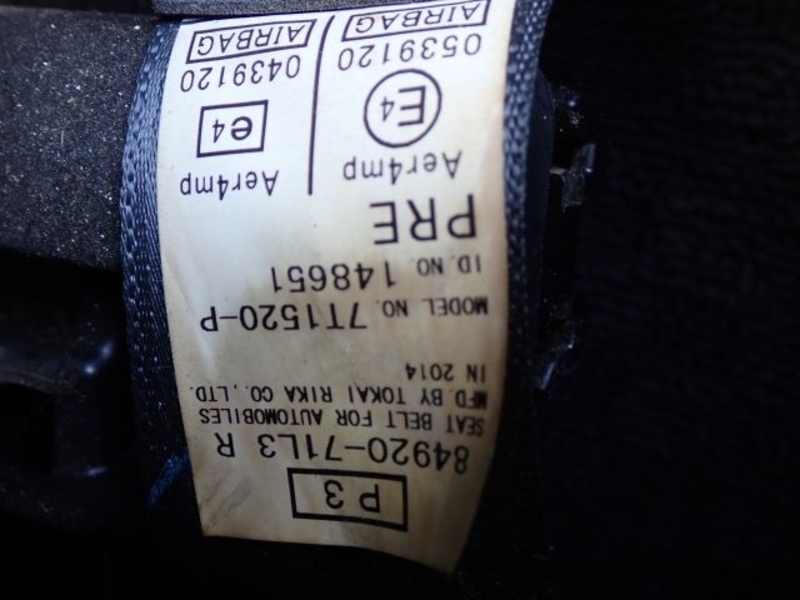 P3
84920-71L3 R
SEAT BELT FOR AUTOMOBILES
MFD. BY TOKAI RIKA CO., LTD.
IN 2014
MODEL NO. 7T1520-P
ID. NO. 148651
PRE
Aer4mp Aer4mp
E4 e4
0539120 0439120
AIRBAG AIRBAG